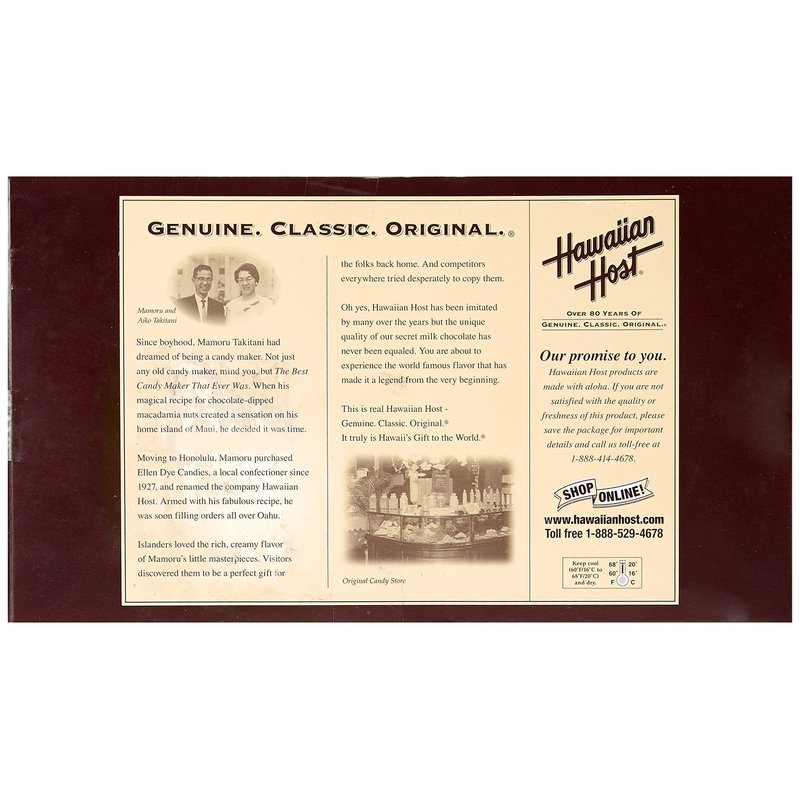 GENUINE. CLASSIC. ORIGINAL.®
Mamoru and
Aiko Takitani
Since boyhood, Mamoru Takitani had
dreamed of being a candy maker. Not just
any old candy maker, mind you, but The Best
Candy Maker That Ever Was. When his
magical recipe for chocolate-dipped
macadamia nuts created a sensation on his
home island of Maui, he decided it was time.
Moving to Honolulu, Mamoru purchased
Ellen Dye Candies, a local confectioner since
1927, and renamed the company Hawaiian
Host. Armed with his fabulous recipe, he
was soon filling orders all over Oahu.
Islanders loved the rich, creamy flavor
of Mamoru's little masterpieces. Visitors
discovered them to be a perfect gift for
the folks back home. And competitors
everywhere tried desperately to copy them.
Oh yes, Hawaiian Host has been imitated
by many over the years but the unique
quality of our secret milk chocolate has
never been equaled. You are about to
experience the world famous flavor that has
made it a legend from the very beginning.
This is real Hawaiian Host -
Genuine. Classic. Original.®
It truly is Hawaii's Gift to the World.®
Original Candy Store
Hawaiian
Host®
OVER 80 YEARS OF
GENUINE. CLASSIC. ORIGINAL.®
Our promise to you.
Hawaiian Host products are
made with aloha. If you are not
satisfied with the quality or
freshness of this product, please
save the package for important
details and call us toll-free at
1-888-414-4678.
SHOP ONLINE!
www.hawaiianhost.com
Toll free 1-888-529-4678
Keep cool
(60°F/16°C to
68°F/20°C)
and dry.
68° 20°
60° 16°
F C